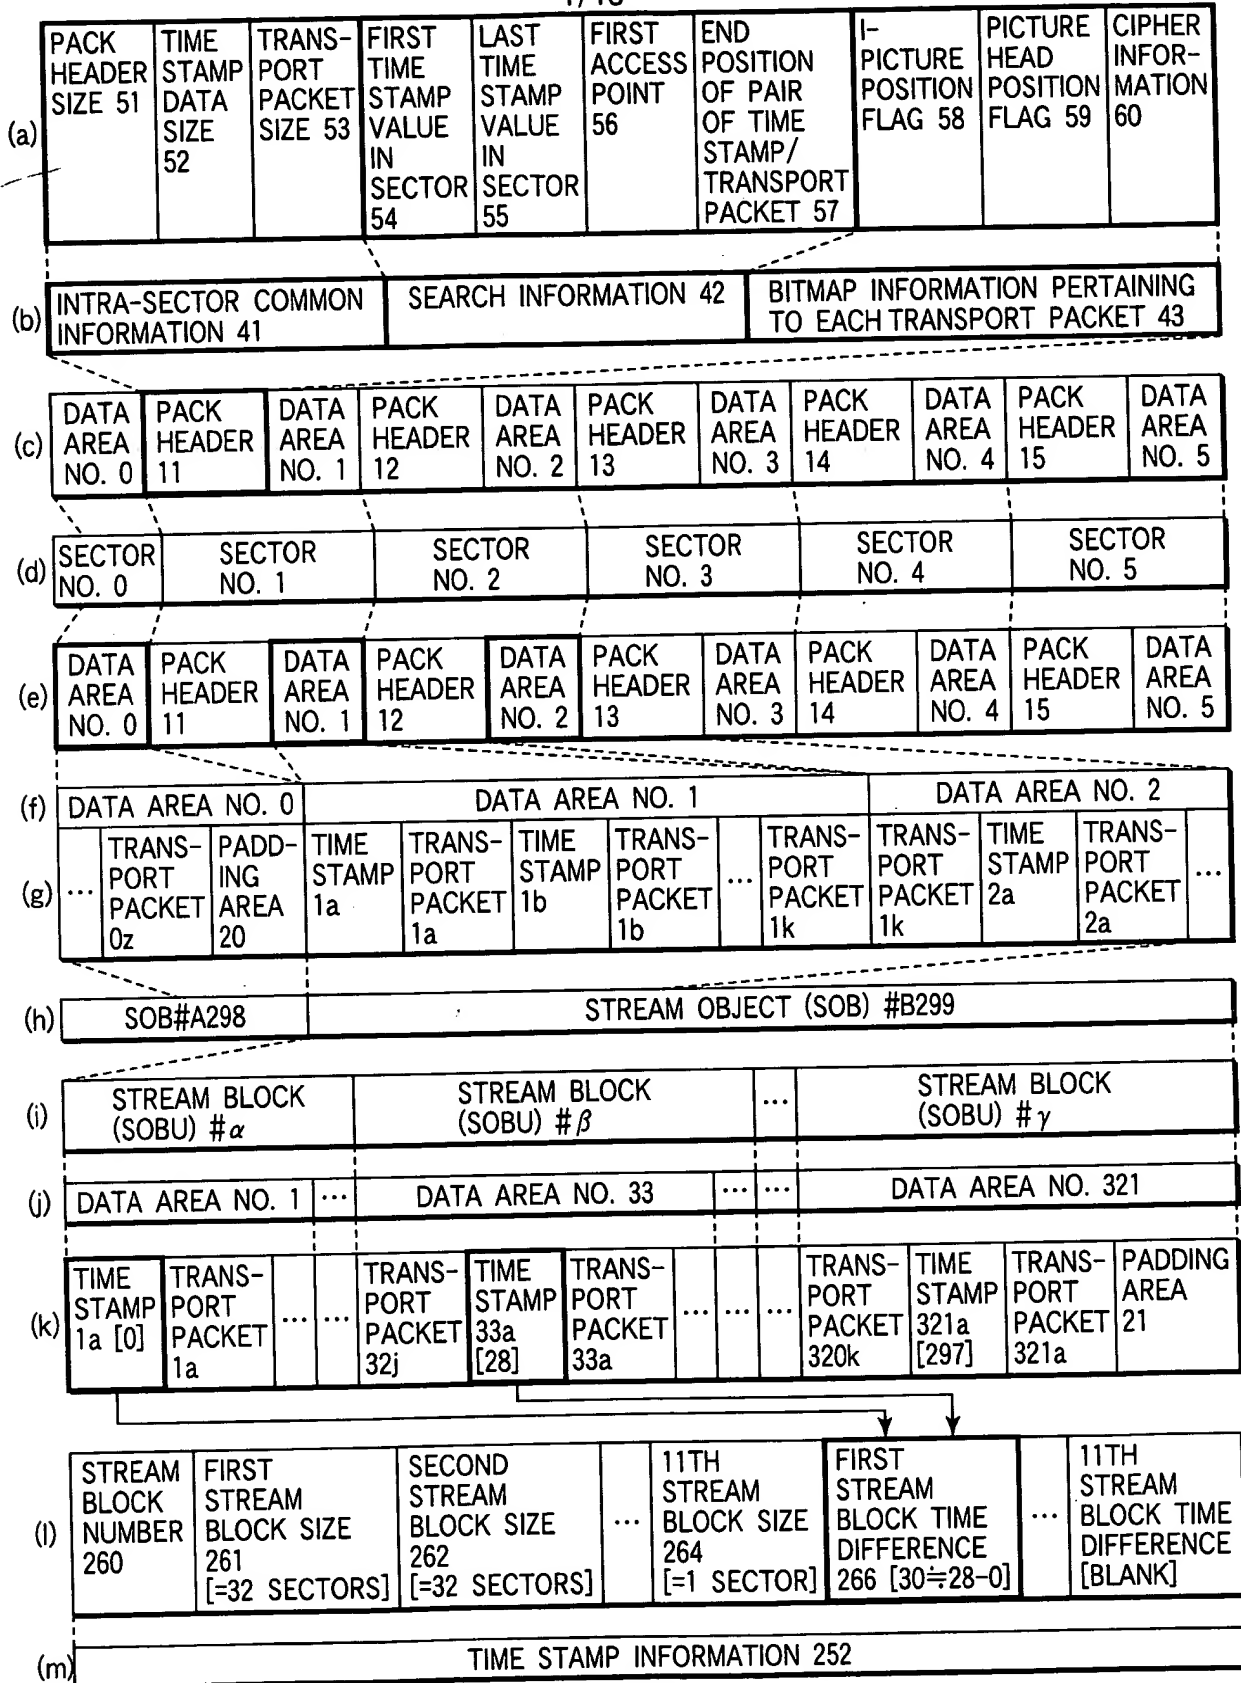 (a)
PACK
HEADER
SIZE 51
TIME
STAMP
DATA
SIZE
52
TRANS-
PORT
PACKET
SIZE 53
FIRST
TIME
STAMP
VALUE
IN
SECTOR
54
LAST
TIME
STAMP
VALUE
IN
SECTOR
55
FIRST
ACCESS
POINT
56
END
POSITION
OF PAIR
OF TIME
STAMP/
TRANSPORT
PACKET 57
I-
PICTURE
POSITION
FLAG 58
PICTURE
HEAD
POSITION
FLAG 59
CIPHER
INFOR-
MATION
60
(b)
INTRA-SECTOR COMMON
INFORMATION 41
SEARCH INFORMATION 42
BITMAP INFORMATION PERTAINING
TO EACH TRANSPORT PACKET 43
(c)
DATA
AREA
NO. 0
PACK
HEADER
11
DATA
AREA
NO. 1
PACK
HEADER
12
DATA
AREA
NO. 2
PACK
HEADER
13
DATA
AREA
NO. 3
PACK
HEADER
14
DATA
AREA
NO. 4
PACK
HEADER
15
DATA
AREA
NO. 5
(d)
SECTOR
NO. 0
SECTOR
NO. 1
SECTOR
NO. 2
SECTOR
NO. 3
SECTOR
NO. 4
SECTOR
NO. 5
(e)
DATA
AREA
NO. 0
PACK
HEADER
11
DATA
AREA
NO. 1
PACK
HEADER
12
DATA
AREA
NO. 2
PACK
HEADER
13
DATA
AREA
NO. 3
PACK
HEADER
14
DATA
AREA
NO. 4
PACK
HEADER
15
DATA
AREA
NO. 5
(f)
DATA AREA NO. 0
DATA AREA NO. 1
DATA AREA NO. 2
(g)
...
TRANS-
PORT
PACKET
0z
PADD-
ING
AREA
20
TIME
STAMP
1a
TRANS-
PORT
PACKET
1a
TIME
STAMP
1b
TRANS-
PORT
PACKET
1b
...
TRANS-
PORT
PACKET
1k
TRANS-
PORT
PACKET
1k
TIME
STAMP
2a
TRANS-
PORT
PACKET
2a
...
(h)
SOB#A298
STREAM OBJECT (SOB) #B299
(i)
STREAM BLOCK
(SOBU) #α
STREAM BLOCK
(SOBU) #β
...
STREAM BLOCK
(SOBU) #γ
(j)
DATA AREA NO. 1
...
DATA AREA NO. 33
...
...
DATA AREA NO. 321
(k)
TIME
STAMP
1a [0]
TRANS-
PORT
PACKET
1a
...
...
TRANS-
PORT
PACKET
32j
TIME
STAMP
33a
[28]
TRANS-
PORT
PACKET
33a
...
...
...
TRANS-
PORT
PACKET
320k
TIME
STAMP
321a
[297]
TRANS-
PORT
PACKET
321a
PADDING
AREA
21
(l)
STREAM
BLOCK
NUMBER
260
FIRST
STREAM
BLOCK SIZE
261
[=32 SECTORS]
SECOND
STREAM
BLOCK SIZE
262
[=32 SECTORS]
...
11TH
STREAM
BLOCK SIZE
264
[=1 SECTOR]
FIRST
STREAM
BLOCK TIME
DIFFERENCE
266 [30≒28-0]
...
11TH
STREAM
BLOCK TIME
DIFFERENCE
[BLANK]
(m)
TIME STAMP INFORMATION 252